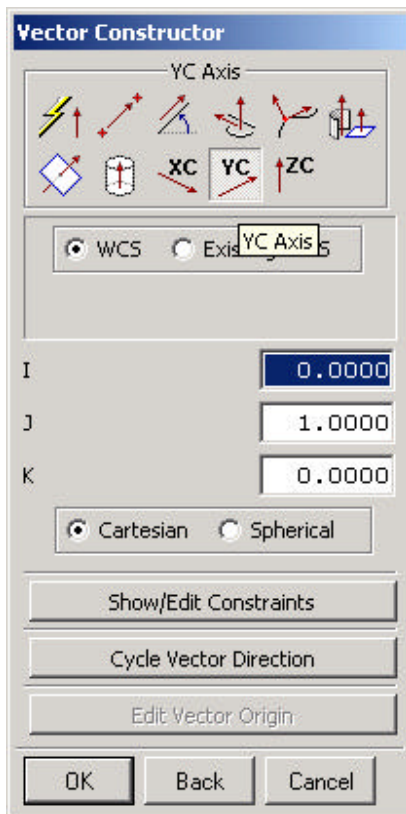 Vector Constructor
YC Axis
XC YC ZC
WCS Exis g S
YC Axis
I 0.0000
J 1.0000
K 0.0000
Cartesian Spherical
Show/Edit Constraints
Cycle Vector Direction
Edit Vector Origin
OK Back Cancel